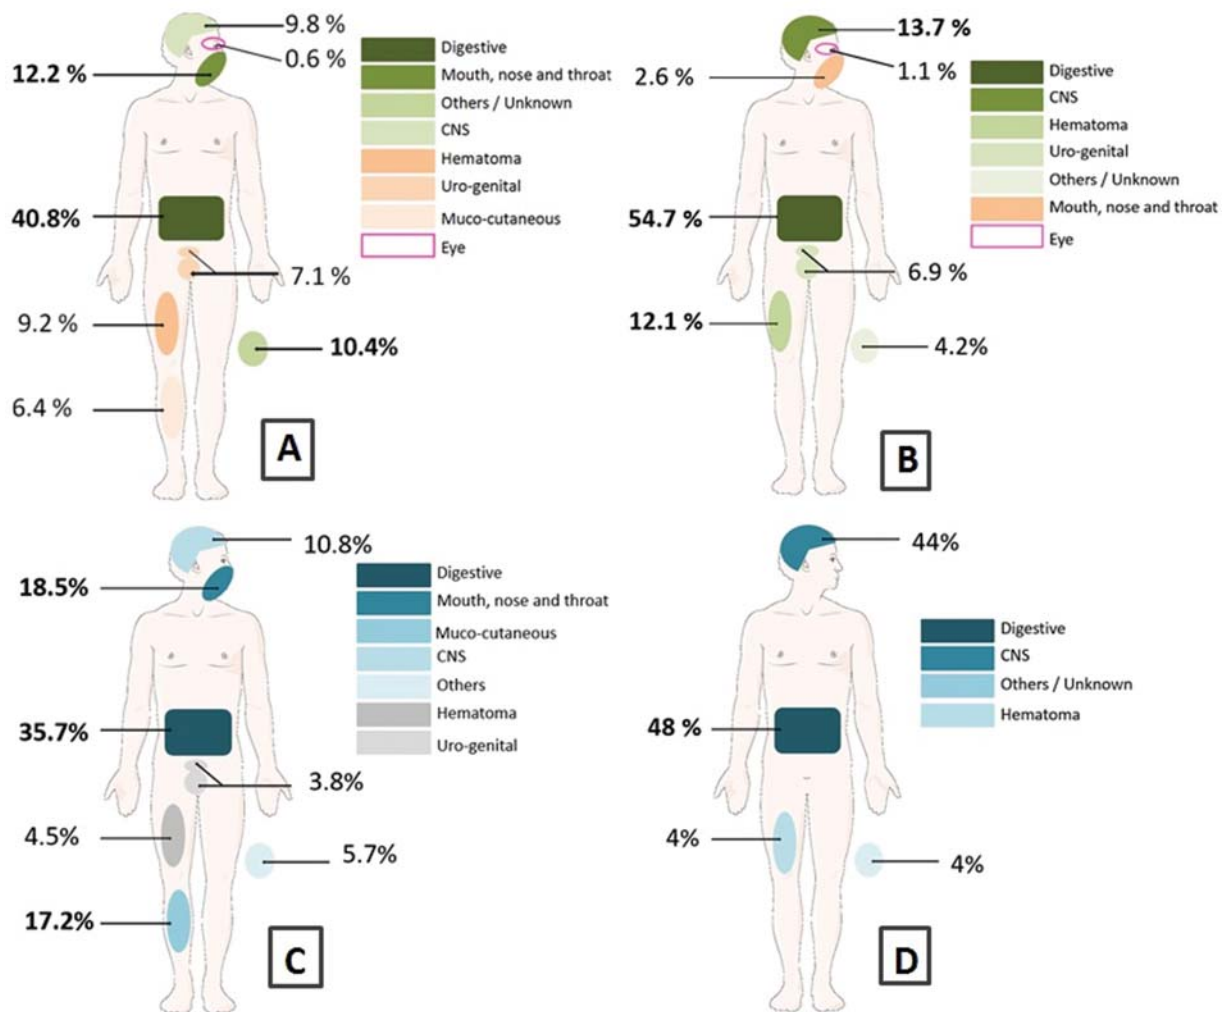 9.8 %
0.6 %
12.2 %
40.8%
7.1 %
9.2 %
10.4%
6.4 %
Digestive
Mouth, nose and throat
Others / Unknown
CNS
Hematoma
Uro-genital
Muco-cutaneous
Eye
A
13.7 %
1.1 %
2.6 %
54.7 %
6.9 %
12.1 %
4.2%
Digestive
CNS
Hematoma
Uro-genital
Others / Unknown
Mouth, nose and throat
Eye
B
10.8%
18.5%
35.7%
3.8%
4.5%
5.7%
17.2%
Digestive
Mouth, nose and throat
Muco-cutaneous
CNS
Others
Hematoma
Uro-genital
C
44%
48 %
4%
4%
Digestive
CNS
Others / Unknown
Hematoma
D